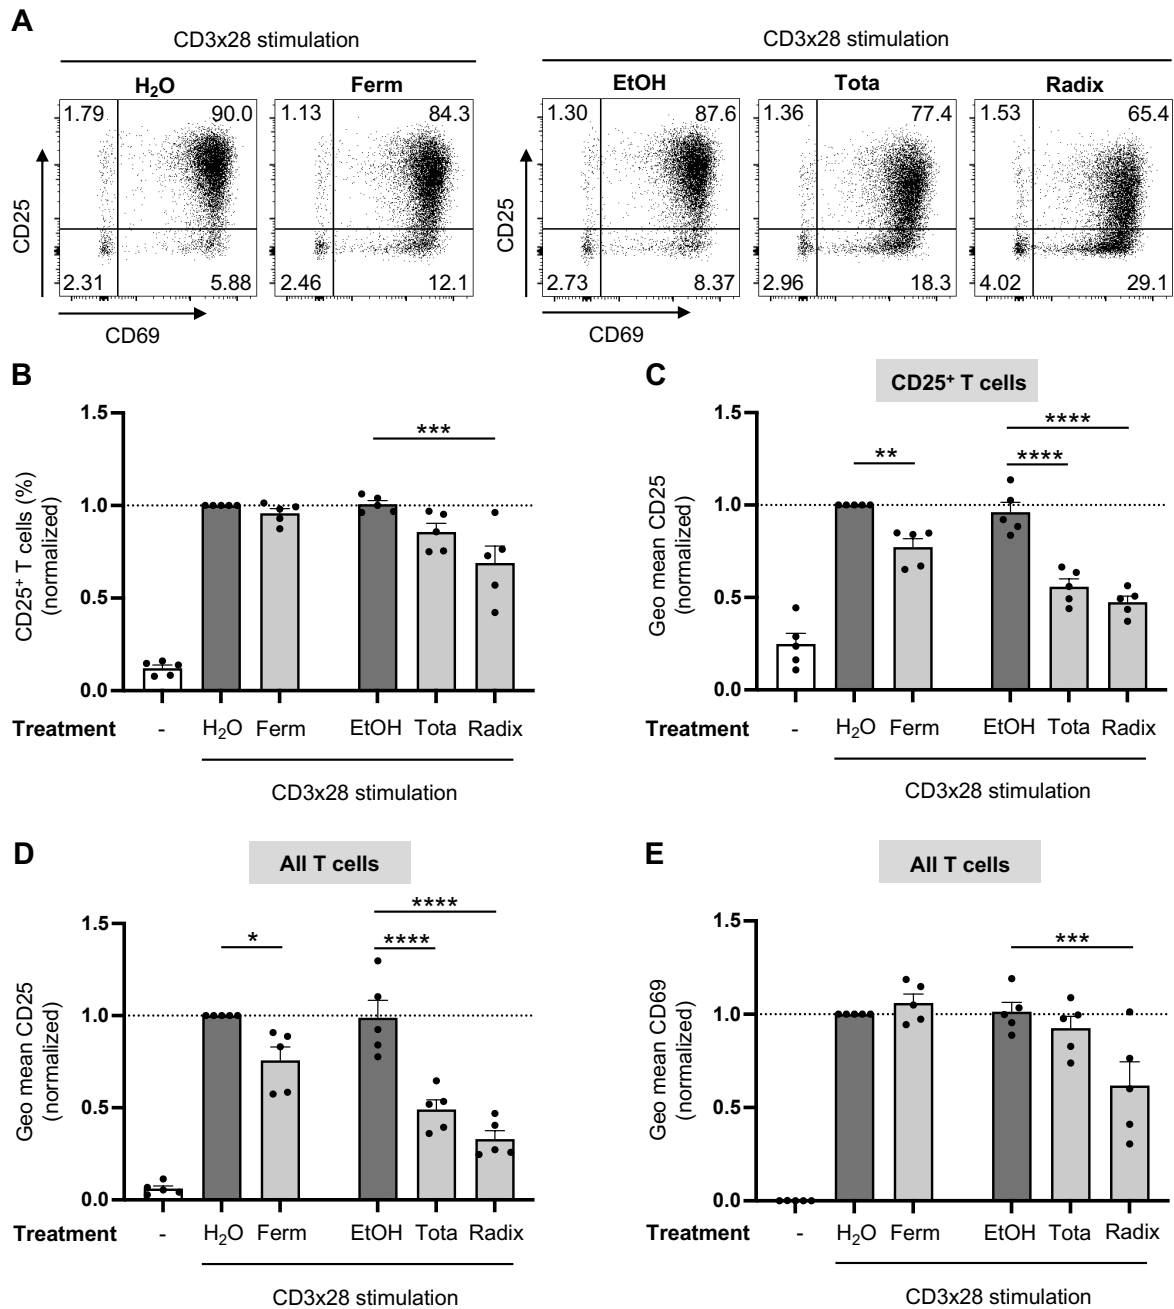 A
CD3x28 stimulation
CD3x28 stimulation
H₂O
Ferm
EtOH
Tota
Radix
1.79 90.0
1.13 84.3
1.30 87.6
1.36 77.4
1.53 65.4
CD25
CD25
2.31 5.88
2.46 12.1
2.73 8.37
2.96 18.3
4.02 29.1
CD69
CD69
B
CD25⁺ T cells (%)
(normalized)
1.5
1.0
0.5
0.0
***
Treatment - H₂O Ferm EtOH Tota Radix
CD3x28 stimulation
C
CD25⁺ T cells
Geo mean CD25
(normalized)
1.5
1.0
0.5
0.0
**
****
****
Treatment - H₂O Ferm EtOH Tota Radix
CD3x28 stimulation
D
All T cells
Geo mean CD25
(normalized)
1.5
1.0
0.5
0.0
*
****
****
Treatment - H₂O Ferm EtOH Tota Radix
CD3x28 stimulation
E
All T cells
Geo mean CD69
(normalized)
1.5
1.0
0.5
0.0
***
Treatment - H₂O Ferm EtOH Tota Radix
CD3x28 stimulation